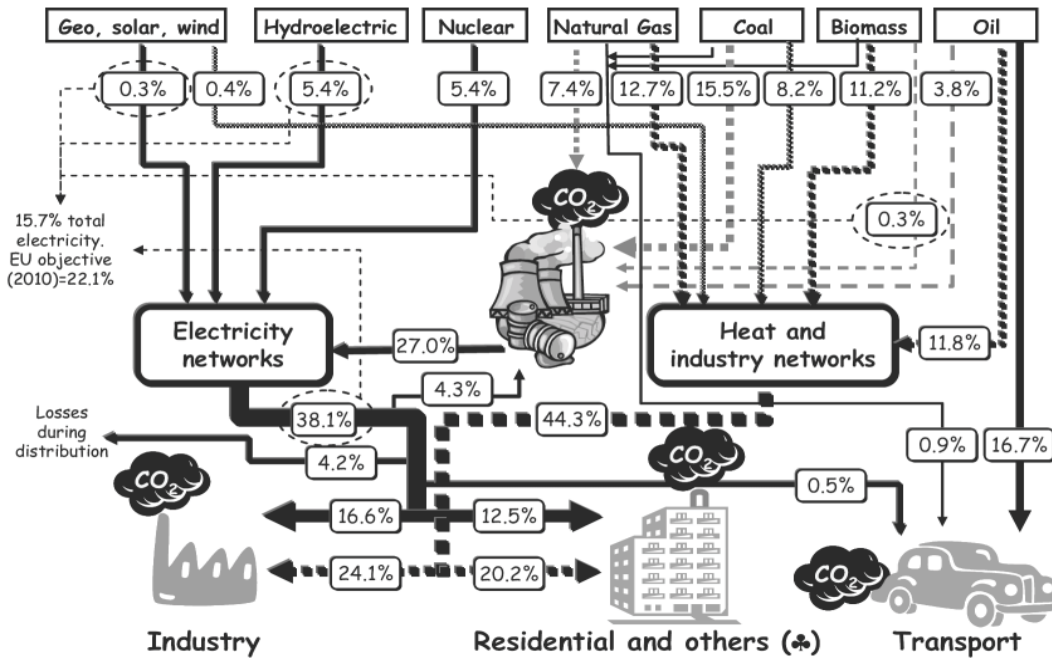 Geo, solar, wind
Hydroelectric
Nuclear
Natural Gas
Coal
Biomass
Oil
0.3%
0.4%
5.4%
5.4%
7.4%
12.7%
15.5%
8.2%
11.2%
3.8%
CO₂
0.3%
15.7% total
electricity.
EU objective
(2010)=22.1%
Electricity
networks
27.0%
Heat and
industry networks
11.8%
4.3%
38.1%
44.3%
Losses
during
distribution
4.2%
CO₂
CO₂
0.9%
16.7%
0.5%
16.6%
12.5%
24.1%
20.2%
CO₂
Industry
Residential and others (♣)
Transport